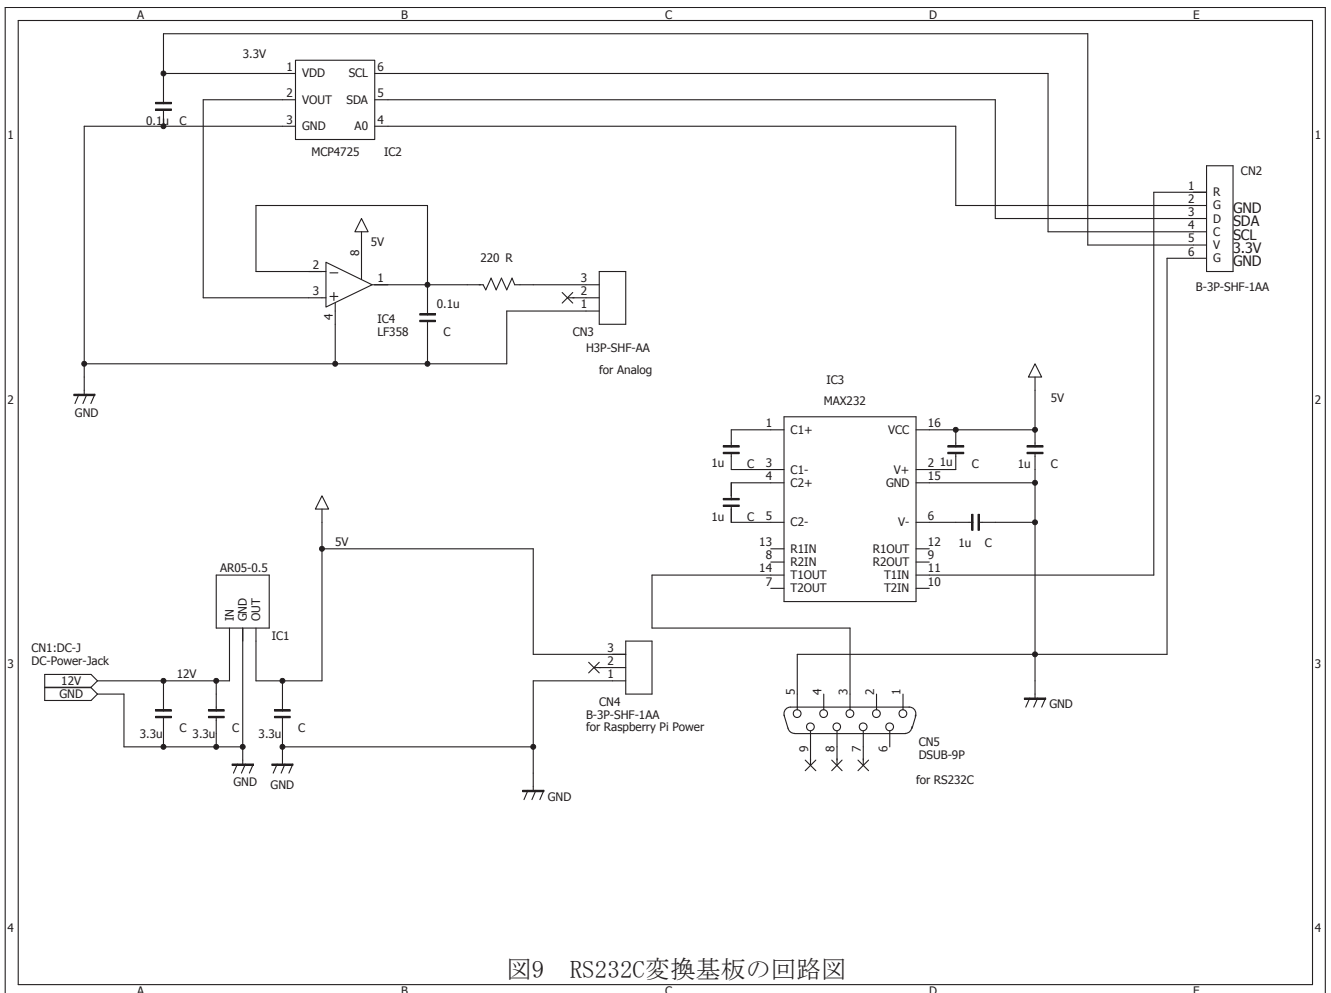 A B C D E
3.3V
1 VDD SCL 6
2 VOUT SDA 5
3 GND A0 4
MCP4725 IC2
0.1u C
1 1
CN2
1 R
2 G GND
3 D SDA
4 C SCL
5 V 3.3V
6 G GND
B-3P-SHF-1AA
5V
8
2 −
3 +
1
4
IC4
LF358
0.1u
C
220 R
3
2
1
CN3
H3P-SHF-AA
for Analog
GND
2 2
IC3
MAX232
5V
1 C1+ VCC 16
3 C1- V+ 2
4 C2+ GND 15
5 C2- V- 6
13 R1IN R1OUT 12
8 R2IN R2OUT 9
14 T1OUT T1IN 11
7 T2OUT T2IN 10
1u C
1u C
1u C
1u C
1u C
5V
AR05-0.5
IN
GND
OUT
IC1
CN1:DC-J
DC-Power-Jack
12V
GND
12V
3.3u C
3.3u C
3.3u C
GND
GND
GND
3 3
3
2
1
CN4
B-3P-SHF-1AA
for Raspberry Pi Power
GND
5 4 3 2 1
9 8 7 6
CN5
DSUB-9P
for RS232C
4 4
図9 RS232C変換基板の回路図
A B C D E